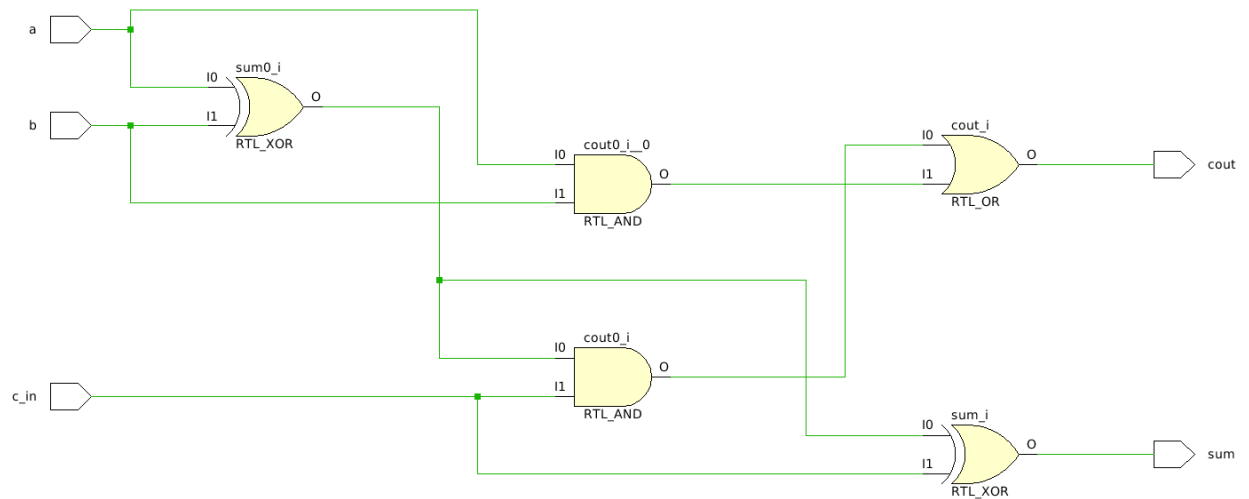 a
I0
sum0_i
O
b
I1
RTL_XOR
I0
cout0_i__0
O
I1
RTL_AND
I0
cout_i
O
cout
I1
RTL_OR
I0
cout0_i
O
c_in
I1
RTL_AND
I0
sum_i
O
sum
I1
RTL_XOR